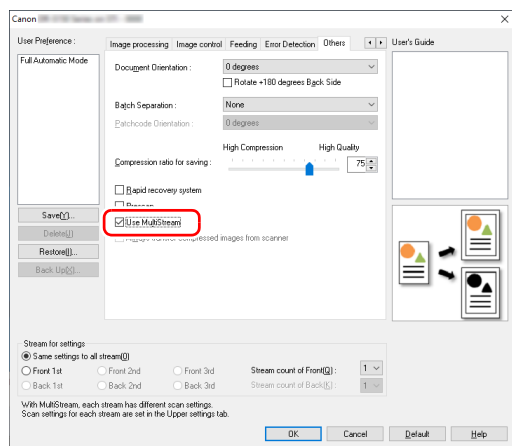 Canon
User Preference :
Full Automatic Mode
Save(Y)...
Delete(J)
Restore(I)...
Back Up(X)...
Image processing Image control Feeding Error Detection Others
Document Orientation : 0 degrees
Rotate +180 degrees Back Side
Batch Separation : None
Patchcode Orientation : 0 degrees
High Compression High Quality
Compression ratio for saving : 75
Rapid recovery system
Use MultiStream
compressed images from scanner
User's Guide
Stream for settings
Same settings to all stream(0)
Front 1st Front 2nd Front 3rd Stream count of Front(Q) : 1
Back 1st Back 2nd Back 3rd Stream count of Back(K) : 1
With MultiStream, each stream has different scan settings.
Scan settings for each stream are set in the Upper settings tab.
OK Cancel Default Help